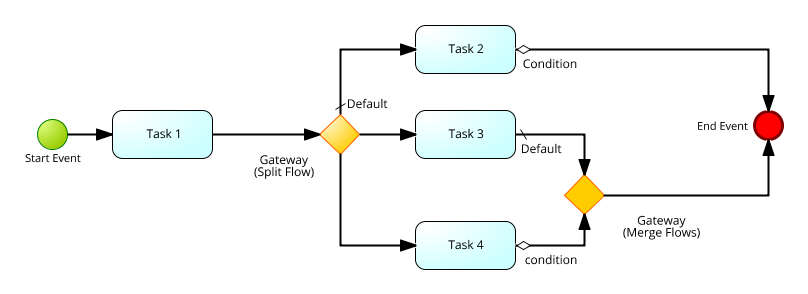 Task 2
Condition
Default
Start Event
Task 1
Gateway
(Split Flow)
Task 3
Default
End Event
Gateway
(Merge Flows)
Task 4
condition